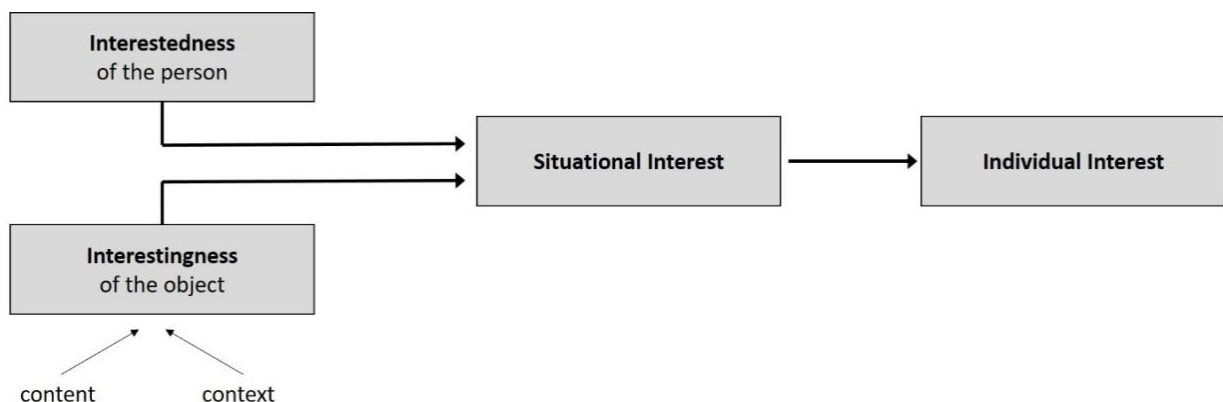 Interestedness
of the person
Situational Interest
Individual Interest
Interestingness
of the object
content
context